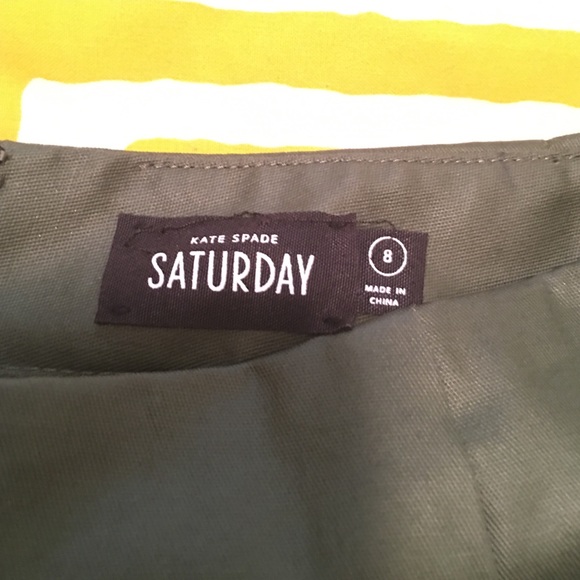 KATE SPADE
SATURDAY
8
MADE IN
CHINA